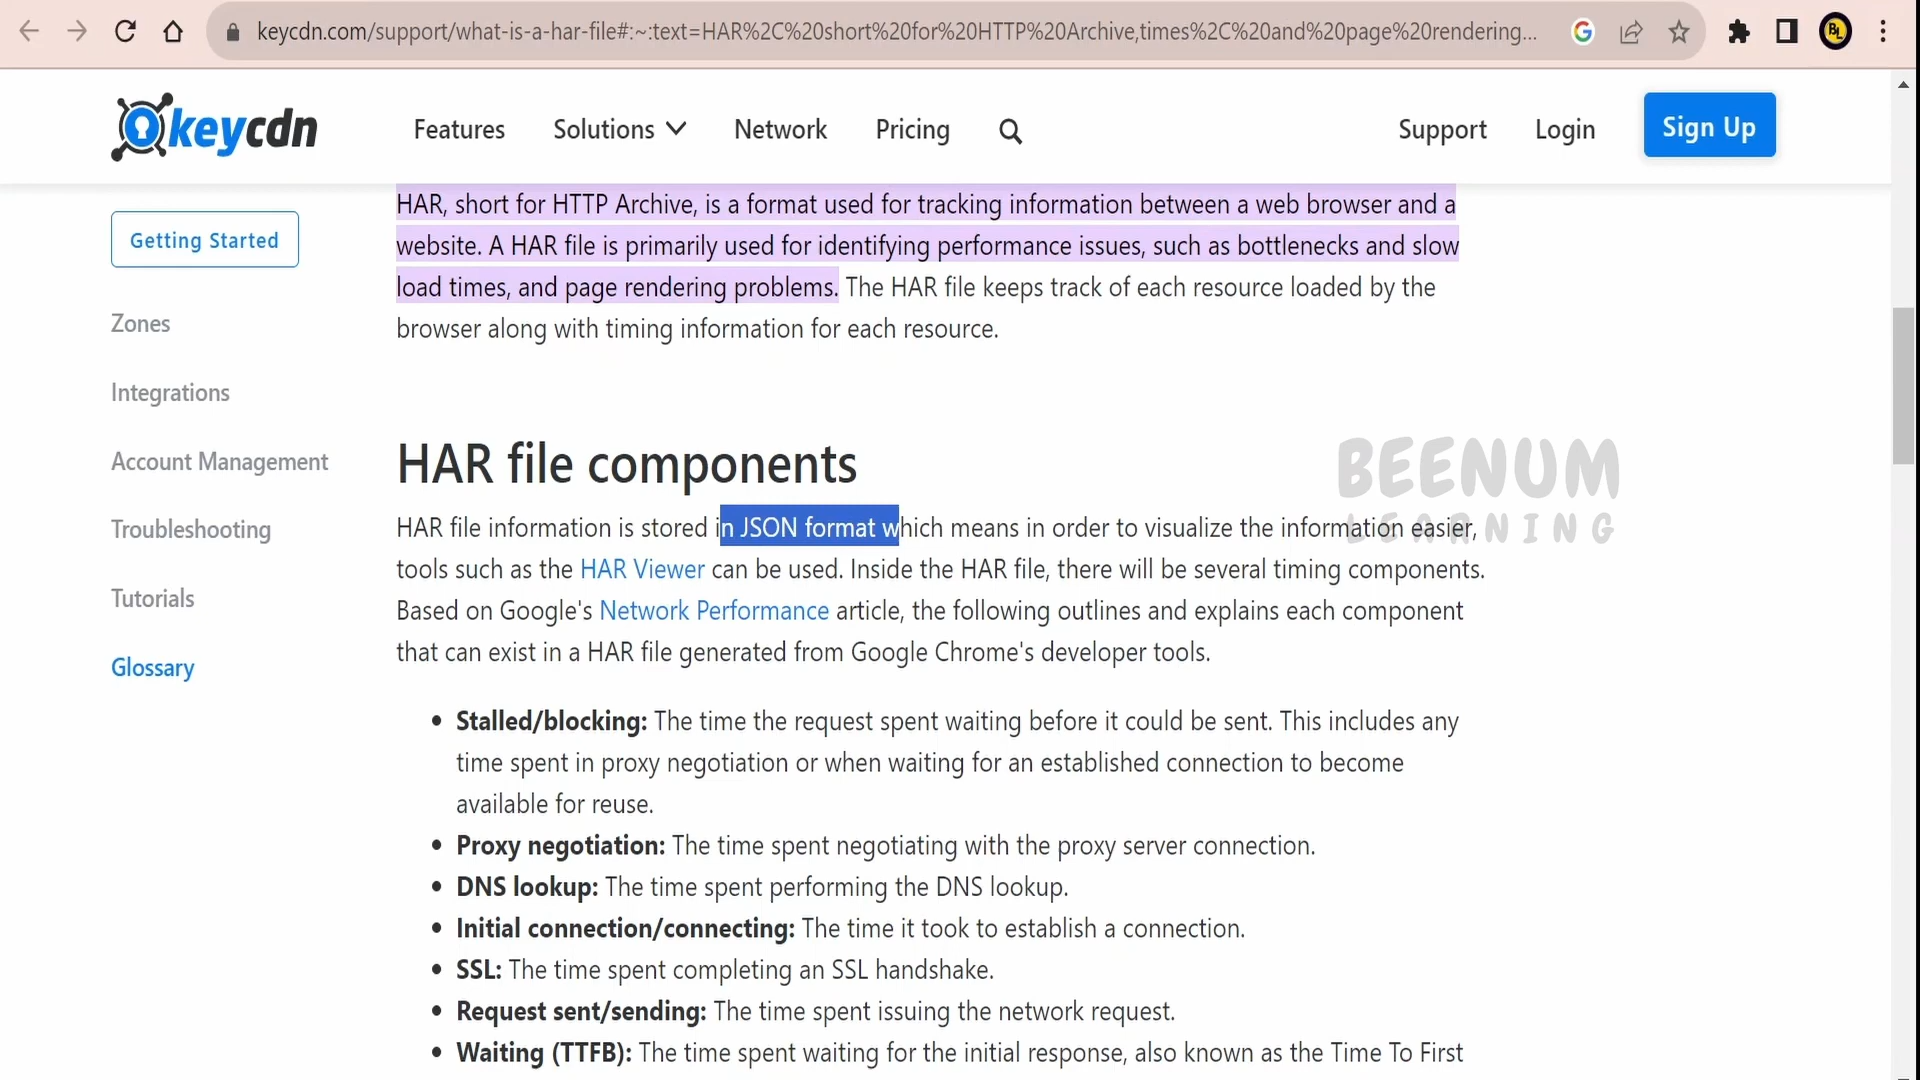 keycdn.com/support/what-is-a-har-file#:~:text=HAR%2C%20short%20for%20HTTP%20Archive,times%2C%20and%20page%20rendering...
BL
keycdn
Features
Solutions
Network
Pricing
Support
Login
Sign Up
Getting Started
Zones
Integrations
Account Management
Troubleshooting
Tutorials
Glossary
HAR, short for HTTP Archive, is a format used for tracking information between a web browser and a
website. A HAR file is primarily used for identifying performance issues, such as bottlenecks and slow
load times, and page rendering problems. The HAR file keeps track of each resource loaded by the
browser along with timing information for each resource.
HAR file components
BEENUM
LEARNING
HAR file information is stored in JSON format which means in order to visualize the information easier,
tools such as the HAR Viewer can be used. Inside the HAR file, there will be several timing components.
Based on Google's Network Performance article, the following outlines and explains each component
that can exist in a HAR file generated from Google Chrome's developer tools.
• Stalled/blocking: The time the request spent waiting before it could be sent. This includes any
time spent in proxy negotiation or when waiting for an established connection to become
available for reuse.
• Proxy negotiation: The time spent negotiating with the proxy server connection.
• DNS lookup: The time spent performing the DNS lookup.
• Initial connection/connecting: The time it took to establish a connection.
• SSL: The time spent completing an SSL handshake.
• Request sent/sending: The time spent issuing the network request.
• Waiting (TTFB): The time spent waiting for the initial response, also known as the Time To First